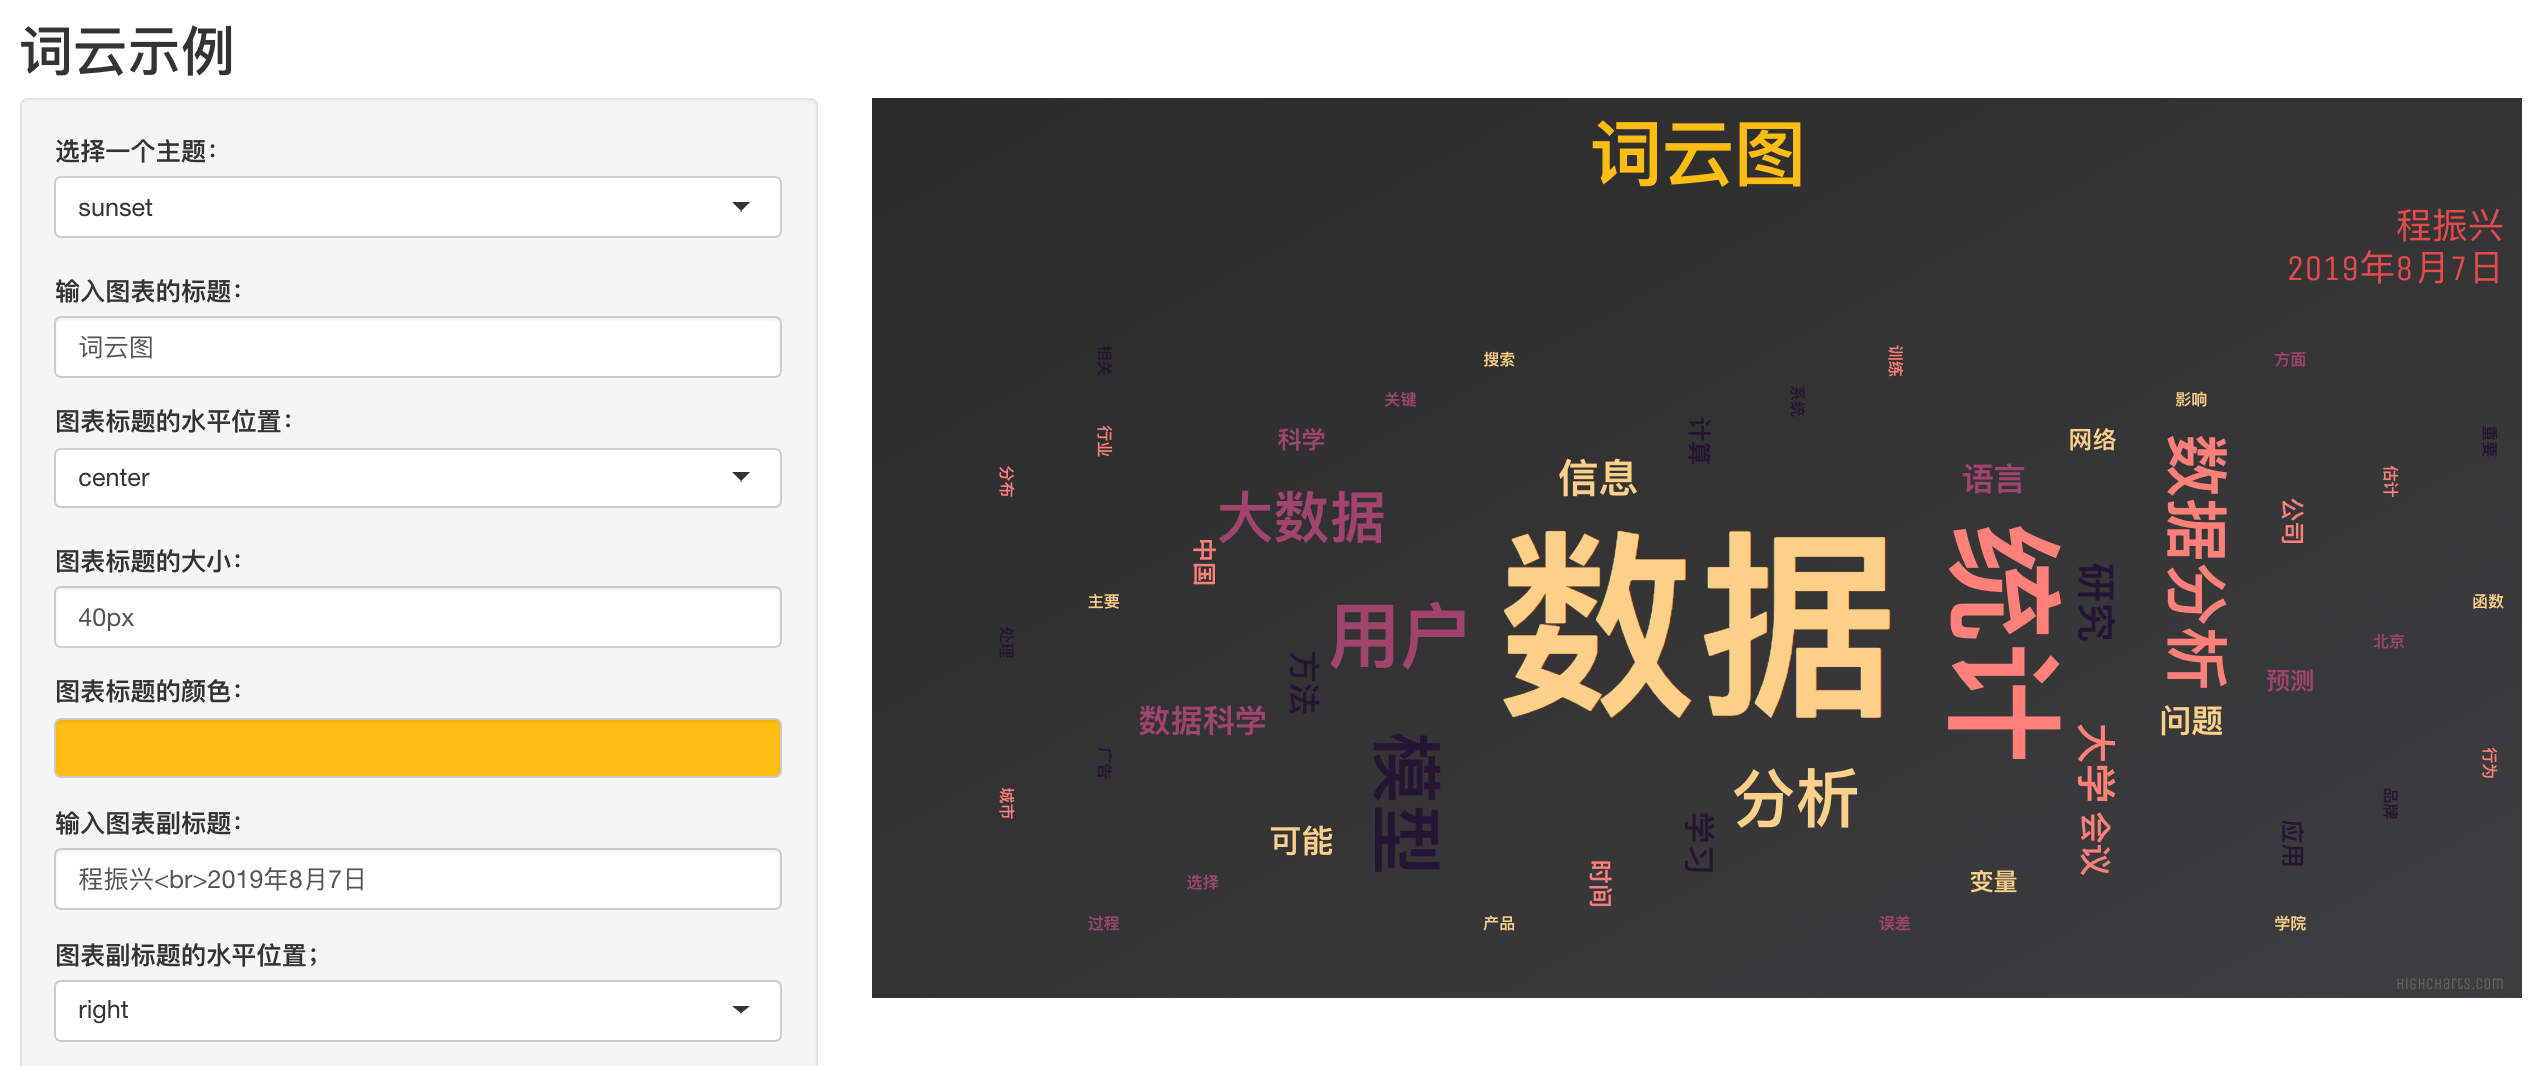 词云示例
选择一个主题：
sunset
输入图表的标题：
词云图
图表标题的水平位置：
center
图表标题的大小：
40px
图表标题的颜色：
输入图表副标题：
程振兴<br>2019年8月7日
图表副标题的水平位置；
right
词云图
程振兴
2019年8月7日
相关
搜索
训练
方面
关键
系统
影响
行业
科学
计算
网络
重要
分布
大数据
信息
语言
数据分析
估计
中国
公司
主要
数据
统计
研究
函数
处理
用户
北京
方法
预测
数据科学
问题
广告
模型
分析
大学
行为
城市
品牌
可能
学习
会议
应用
选择
时间
变量
过程
产品
误差
学院
Highcharts.com